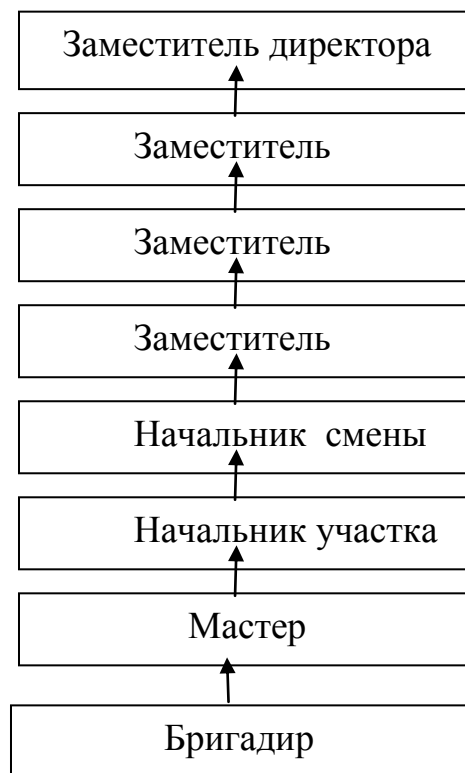 Заместитель директора
Заместитель
Заместитель
Заместитель
Начальник смены
Начальник участка
Мастер
Бригадир